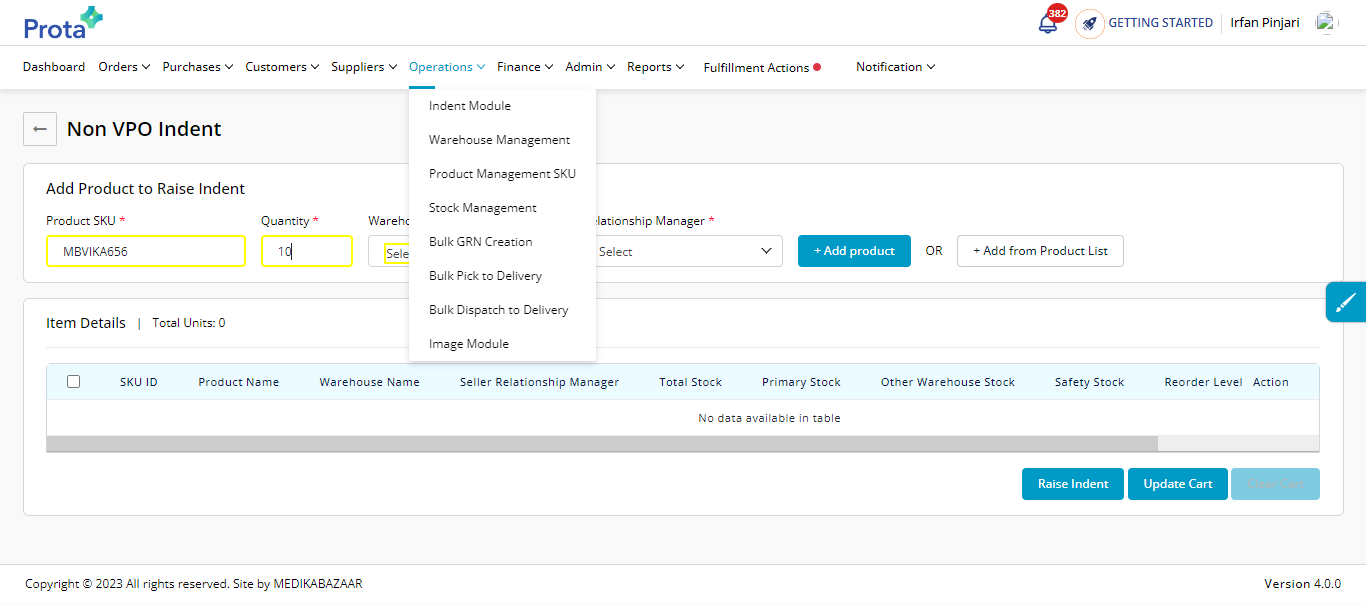 Prota
382
GETTING STARTED
Irfan Pinjari
Dashboard Orders Purchases Customers Suppliers Operations Finance Admin Reports Fulfillment Actions Notification
Indent Module
Warehouse Management
Product Management SKU
Stock Management
Bulk GRN Creation
Bulk Pick to Delivery
Bulk Dispatch to Delivery
Image Module
Non VPO Indent
Add Product to Raise Indent
Product SKU * Quantity * Wareho elationship Manager *
MBVIKA656 10 Sele Select + Add product OR + Add from Product List
Item Details | Total Units: 0
SKU ID Product Name Warehouse Name Seller Relationship Manager Total Stock Primary Stock Other Warehouse Stock Safety Stock Reorder Level Action
No data available in table
Raise Indent Update Cart
Copyright © 2023 All rights reserved. Site by MEDIKABAZAAR
Version 4.0.0